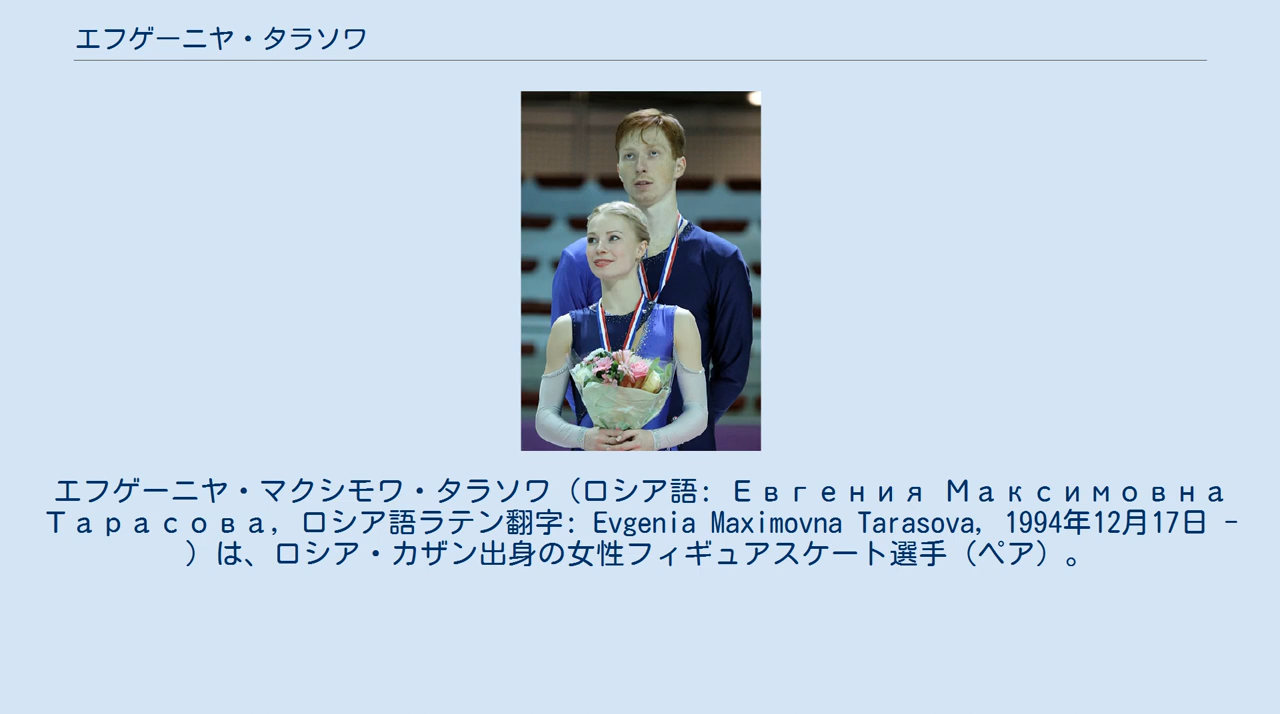 エフゲーニヤ・タラソワ
エフゲーニヤ・マクシモワ・タラソワ（ロシア語: Евгения Максимовна
Тарасова, ロシア語ラテン翻字: Evgenia Maximovna Tarasova, 1994年12月17日 -
）は、ロシア・カザン出身の女性フィギュアスケート選手（ペア）。